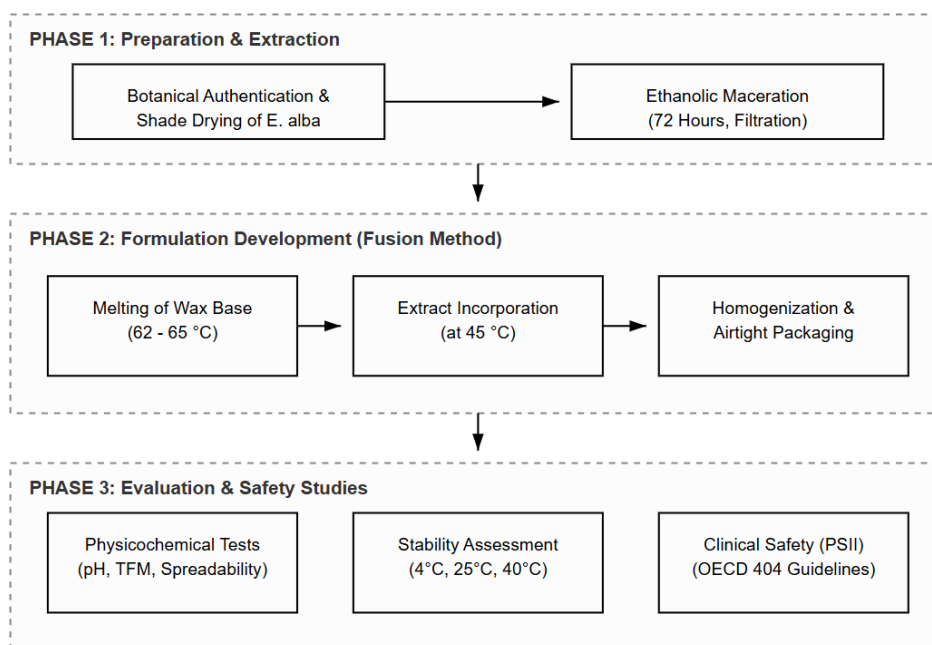 PHASE 1: Preparation & Extraction
Botanical Authentication &
Shade Drying of E. alba
Ethanolic Maceration
(72 Hours, Filtration)
PHASE 2: Formulation Development (Fusion Method)
Melting of Wax Base
(62 - 65 °C)
Extract Incorporation
(at 45 °C)
Homogenization &
Airtight Packaging
PHASE 3: Evaluation & Safety Studies
Physicochemical Tests
(pH, TFM, Spreadability)
Stability Assessment
(4°C, 25°C, 40°C)
Clinical Safety (PSII)
(OECD 404 Guidelines)